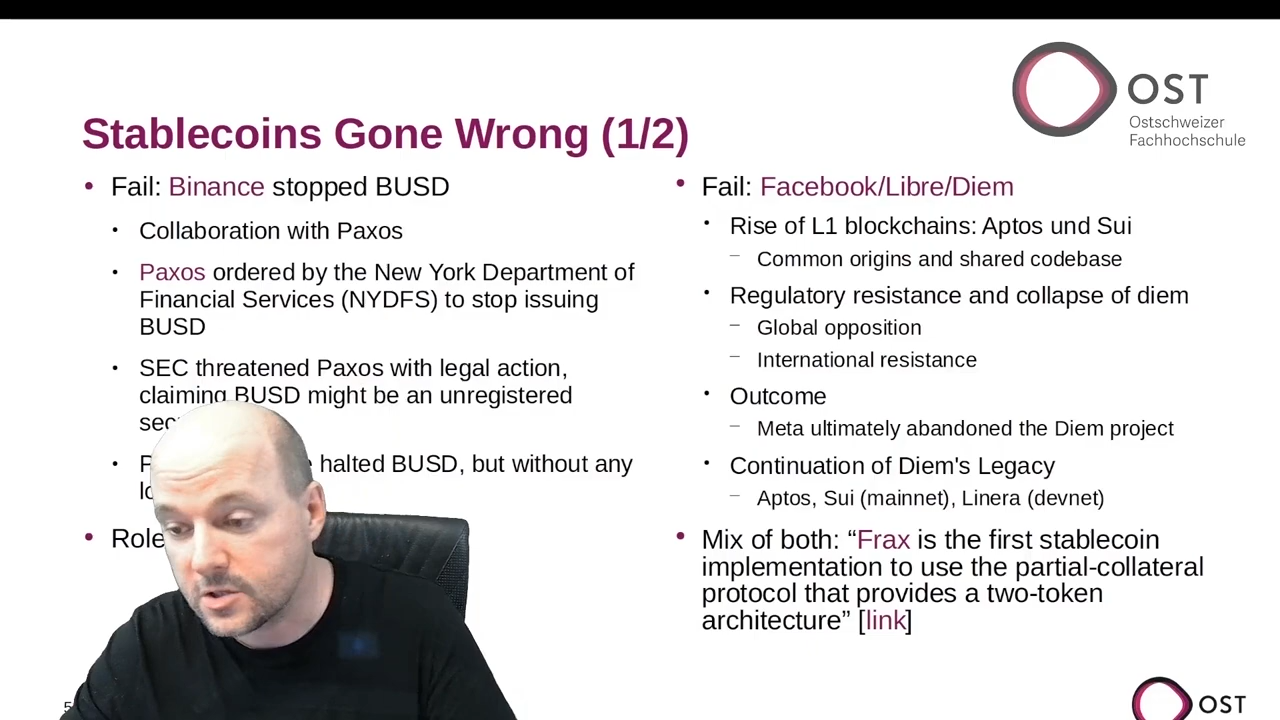 OST
Ostschweizer
Fachhochschule
Stablecoins Gone Wrong (1/2)
• Fail: Binance stopped BUSD
• Collaboration with Paxos
• Paxos ordered by the New York Department of
Financial Services (NYDFS) to stop issuing
BUSD
• SEC threatened Paxos with legal action,
claiming BUSD might be an unregistered
• halted BUSD, but without any
• Role
• Fail: Facebook/Libre/Diem
• Rise of L1 blockchains: Aptos und Sui
– Common origins and shared codebase
• Regulatory resistance and collapse of diem
– Global opposition
– International resistance
• Outcome
– Meta ultimately abandoned the Diem project
• Continuation of Diem's Legacy
– Aptos, Sui (mainnet), Linera (devnet)
• Mix of both: “Frax is the first stablecoin
implementation to use the partial-collateral
protocol that provides a two-token
architecture” [link]
OST